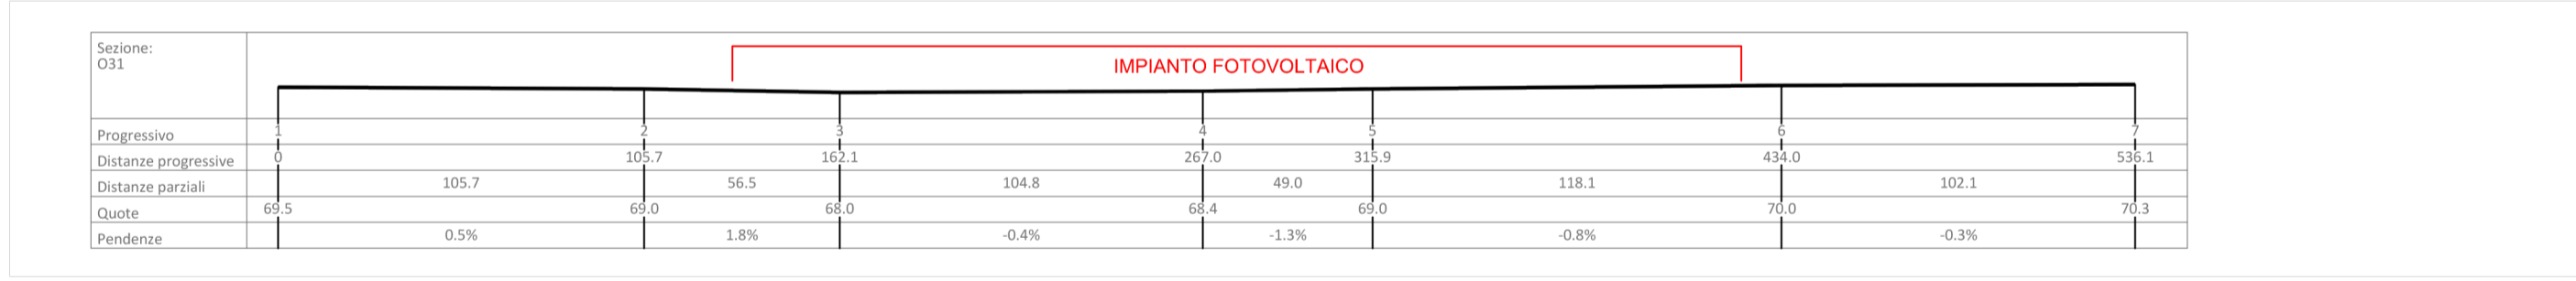 Sezione:
O31
IMPIANTO FOTOVOLTAICO
Progressivo 1 2 3 4 5 6 7
Distanze progressive 0 105.7 162.1 267.0 315.9 434.0 536.1
Distanze parziali 105.7 56.5 104.8 49.0 118.1 102.1
Quote 69.5 69.0 68.0 68.4 69.0 70.0 70.3
Pendenze 0.5% 1.8% -0.4% -1.3% -0.8% -0.3%